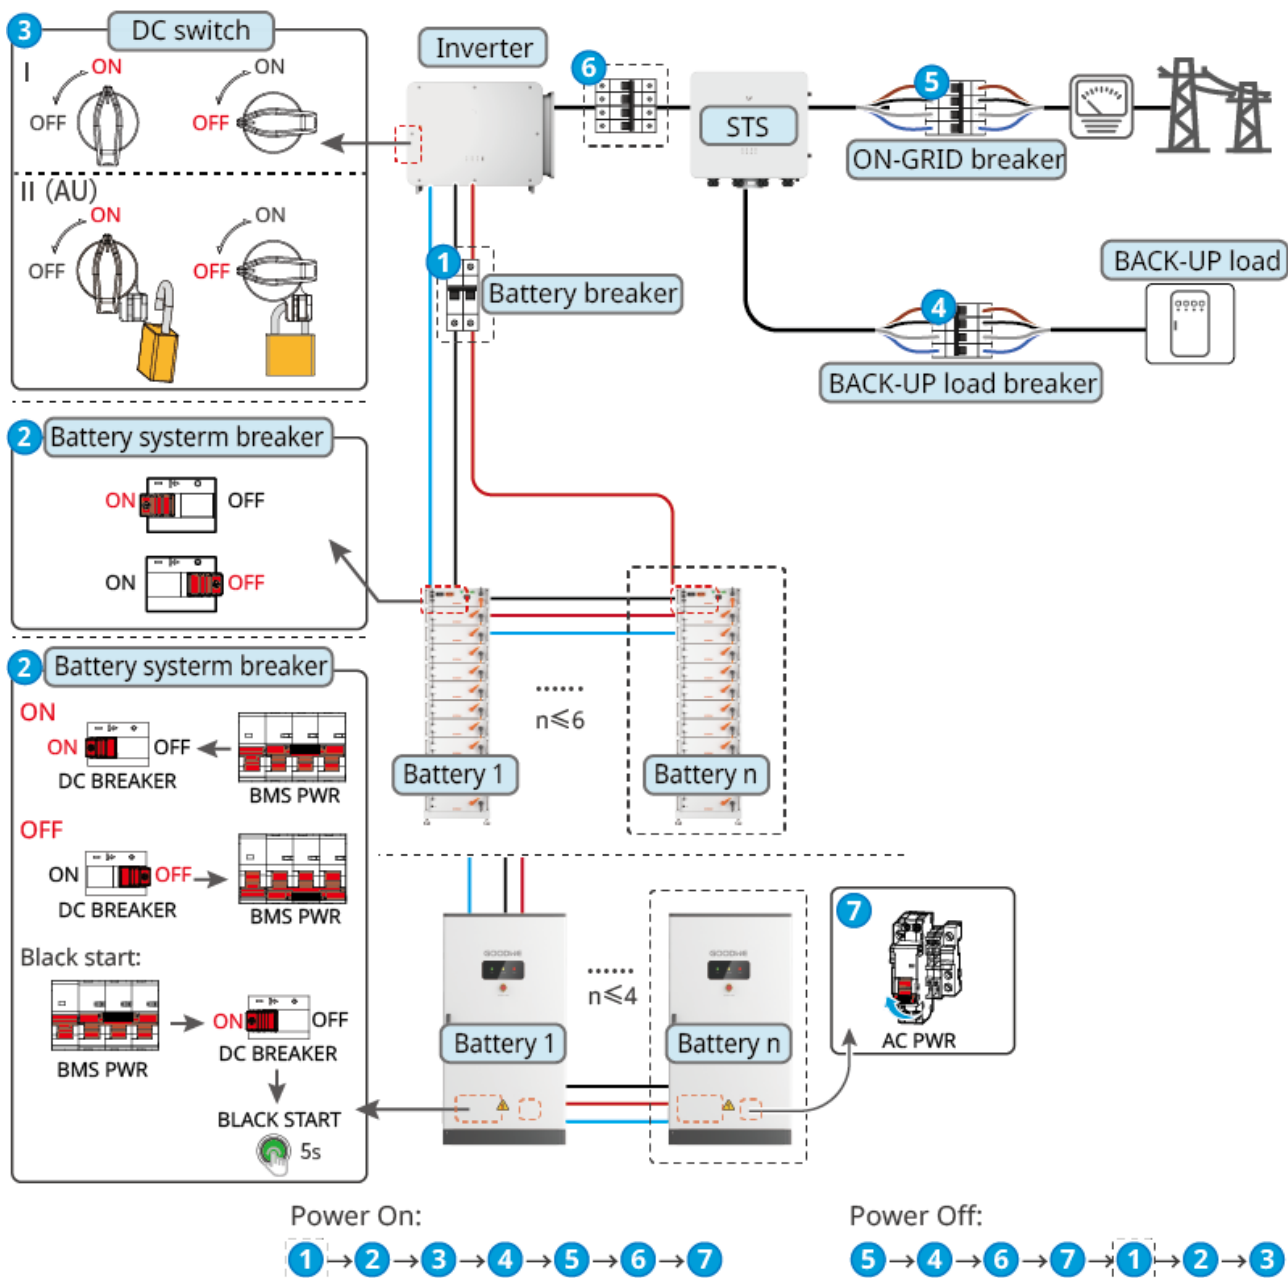 3 DC switch
I
ON
OFF
ON
OFF
II (AU)
ON
OFF
ON
OFF
Inverter
6
STS
5
ON-GRID breaker
1
Battery breaker
BACK-UP load
4
BACK-UP load breaker
2 Battery systerm breaker
ON OFF
ON OFF
2 Battery systerm breaker
ON
ON OFF
DC BREAKER
BMS PWR
OFF
ON OFF
DC BREAKER
BMS PWR
Black start:
ON OFF
DC BREAKER
BMS PWR
BLACK START
5s
......
n≤6
Battery 1
Battery n
GOODWE
GOODWE
......
n≤4
Battery 1
Battery n
7
AC PWR
Power On:
1→2→3→4→5→6→7
Power Off:
5→4→6→7→1→2→3